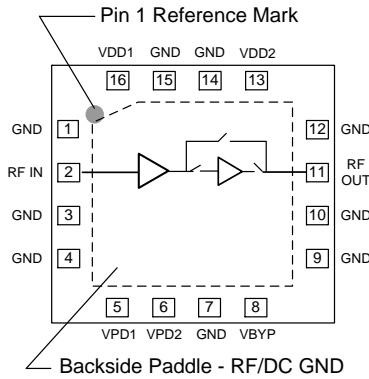 Pin 1 Reference Mark
VDD1 GND GND VDD2
16 15 14 13
GND 1 12 GND
RF IN 2 11 RF OUT
GND 3 10 GND
GND 4 9 GND
5 6 7 8
VPD1 VPD2 GND VBYP
Backside Paddle - RF/DC GND